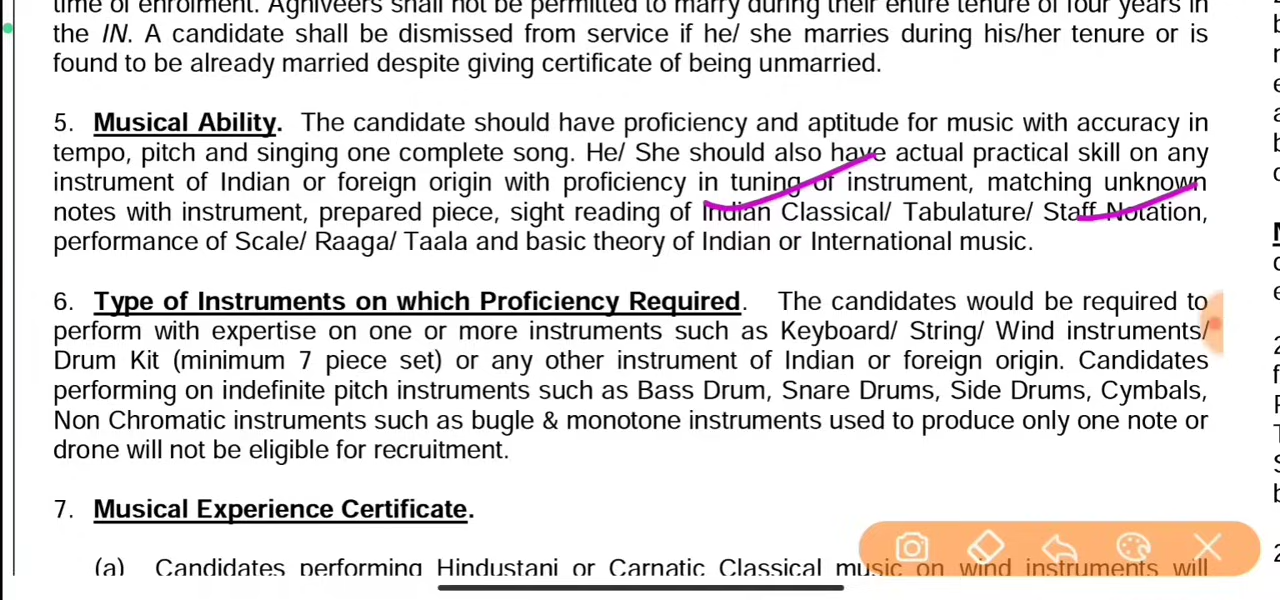 time of enrolment. Agniveers shall not be permitted to marry during their entire tenure of four years in
the IN. A candidate shall be dismissed from service if he/ she marries during his/her tenure or is
found to be already married despite giving certificate of being unmarried.
5. Musical Ability. The candidate should have proficiency and aptitude for music with accuracy in
tempo, pitch and singing one complete song. He/ She should also have actual practical skill on any
instrument of Indian or foreign origin with proficiency in tuning of instrument, matching unknown
notes with instrument, prepared piece, sight reading of Indian Classical/ Tabulature/ Staff Notation,
performance of Scale/ Raaga/ Taala and basic theory of Indian or International music.
6. Type of Instruments on which Proficiency Required. The candidates would be required to
perform with expertise on one or more instruments such as Keyboard/ String/ Wind instruments/
Drum Kit (minimum 7 piece set) or any other instrument of Indian or foreign origin. Candidates
performing on indefinite pitch instruments such as Bass Drum, Snare Drums, Side Drums, Cymbals,
Non Chromatic instruments such as bugle & monotone instruments used to produce only one note or
drone will not be eligible for recruitment.
7. Musical Experience Certificate.
(a) Candidates performing Hindustani or Carnatic Classical music on wind instruments will